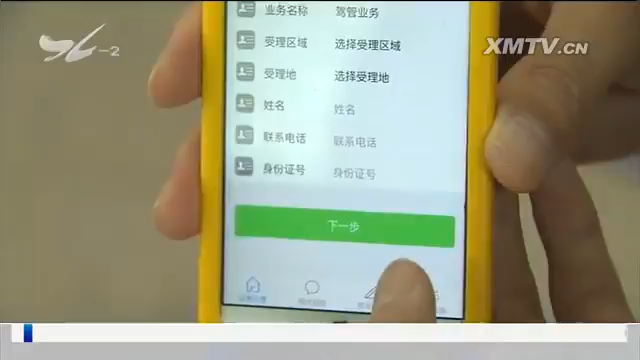 -2
XMTV.CN
业务名称 驾管业务
受理区域 选择受理区域
受理地 选择受理地
姓名 姓名
联系电话 联系电话
身份证号 身份证号
下一步